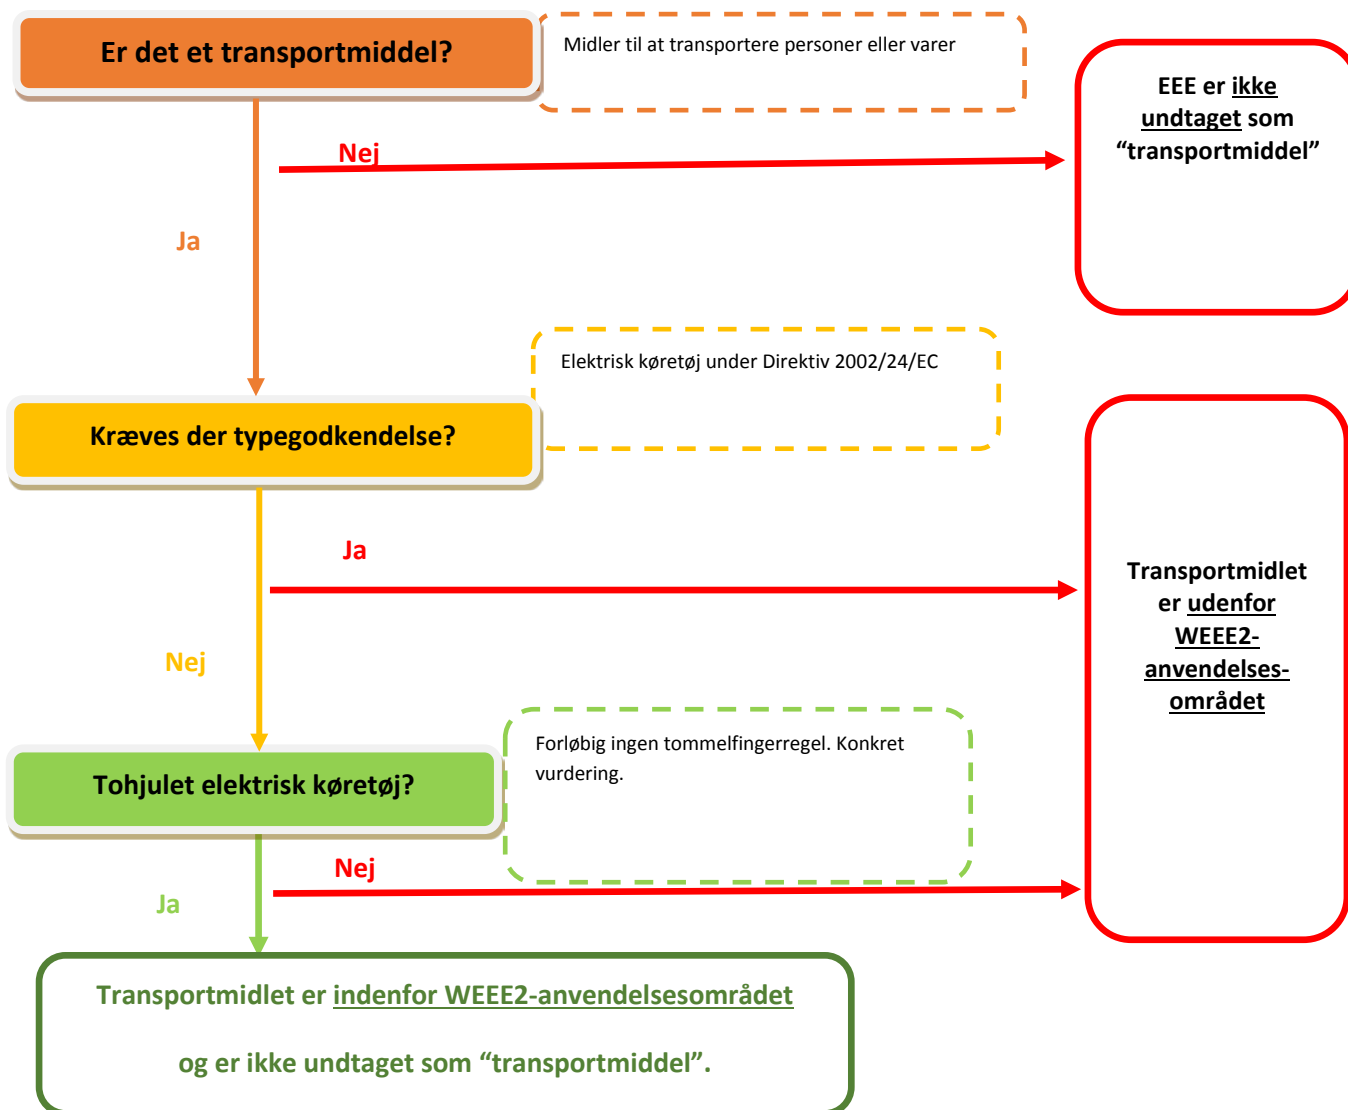 Er det et transportmiddel?
Midler til at transportere personer eller varer
EEE er ikke
undtaget som
“transportmiddel”
Nej
Ja
Elektrisk køretøj under Direktiv 2002/24/EC
Kræves der typegodkendelse?
Ja
Transportmidlet
er udenfor
WEEE2-
anvendelses-
området
Nej
Forløbig ingen tommelfingerregel. Konkret
vurdering.
Tohjulet elektrisk køretøj?
Nej
Ja
Transportmidlet er indenfor WEEE2-anvendelsesområdet
og er ikke undtaget som “transportmiddel”.